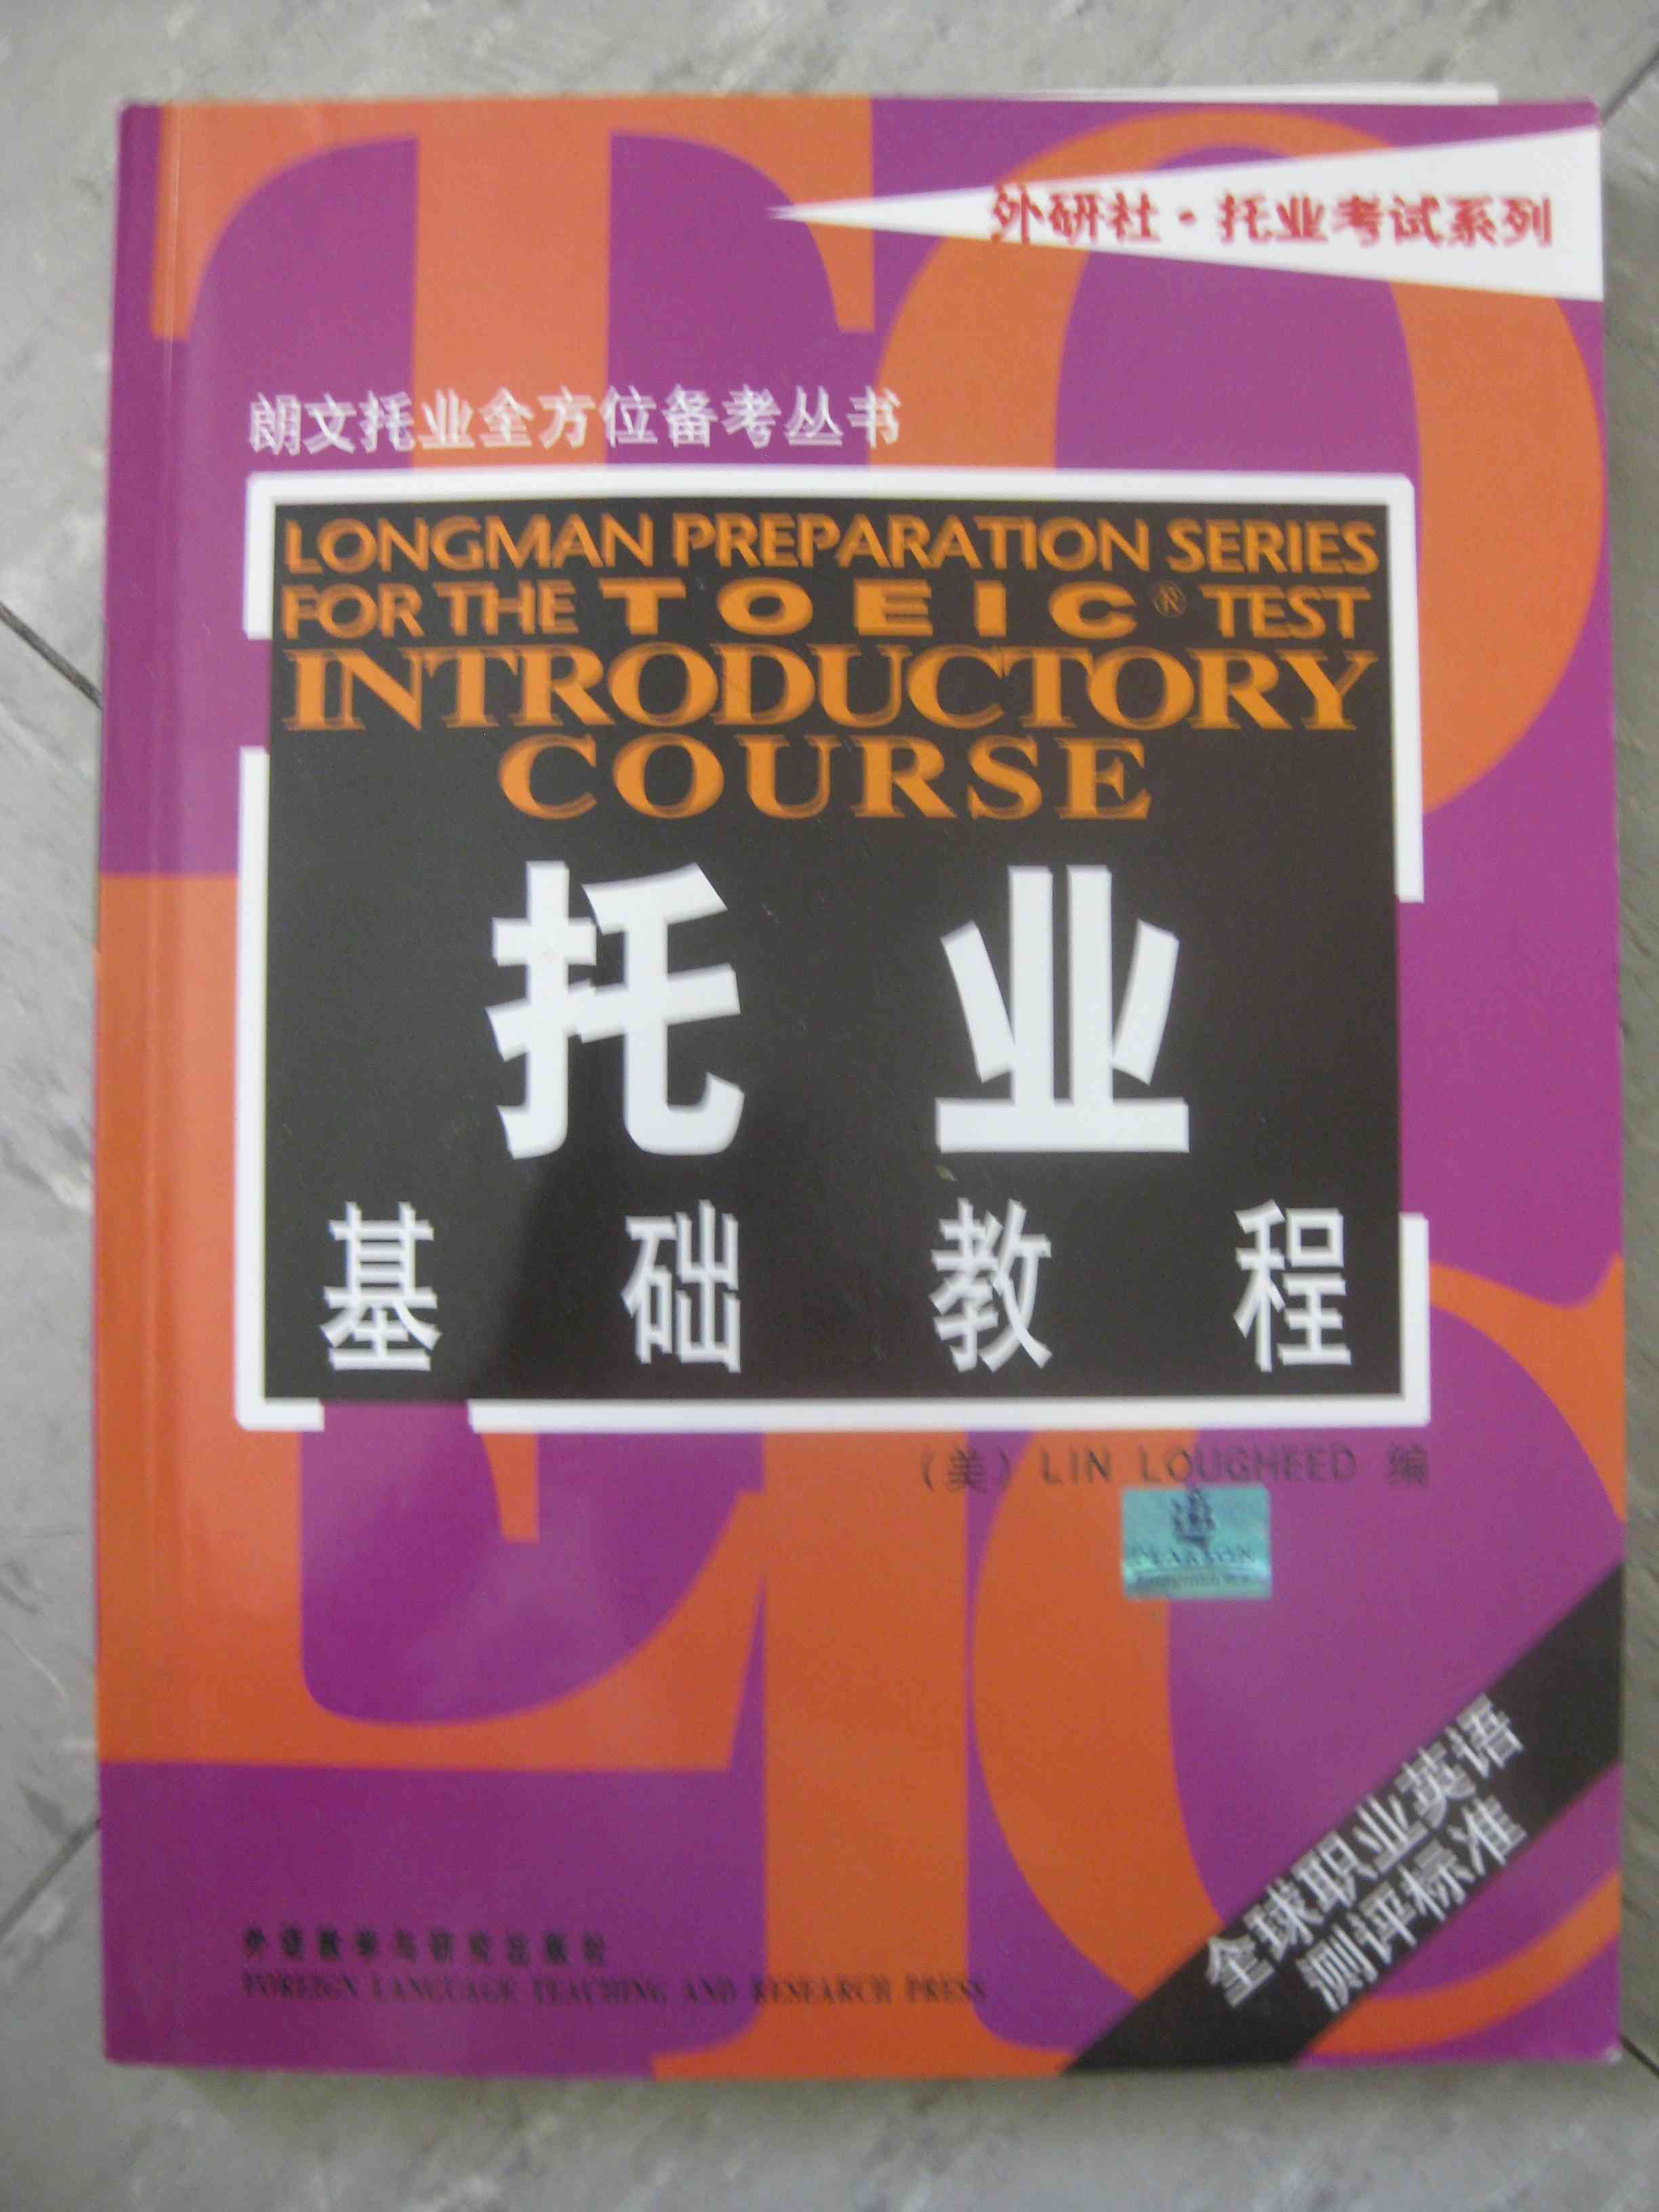 外研社·托业考试系列
朗文托业全方位备考丛书
LONGMAN PREPARATION SERIES
FOR THE TOEIC® TEST
INTRODUCTORY
COURSE
托业
基础教程
(美) LIN LOUGHEED 编
PEARSON
全球职业英语
测评标准
外语教学与研究出版社
FOREIGN LANGUAGE TEACHING AND RESEARCH PRESS